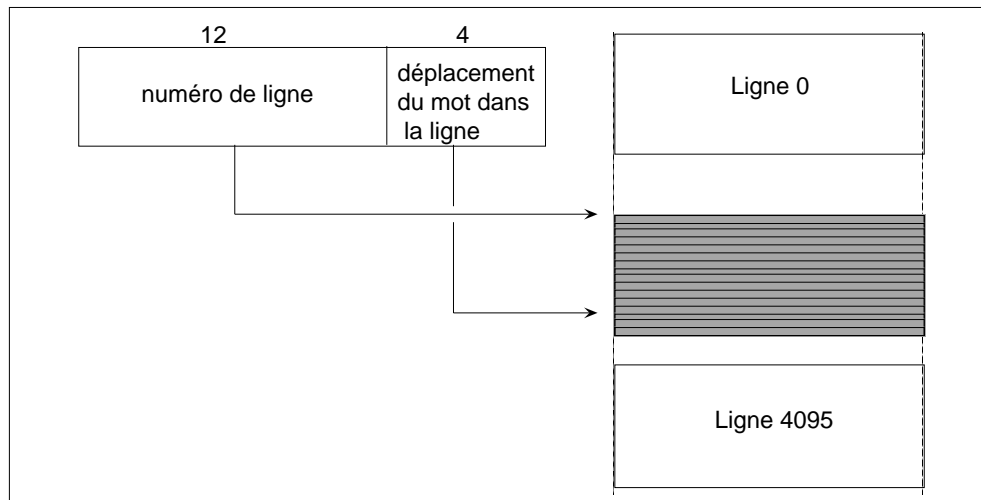 12
4
numéro de ligne
déplacement
du mot dans
la ligne
Ligne 0
Ligne 4095